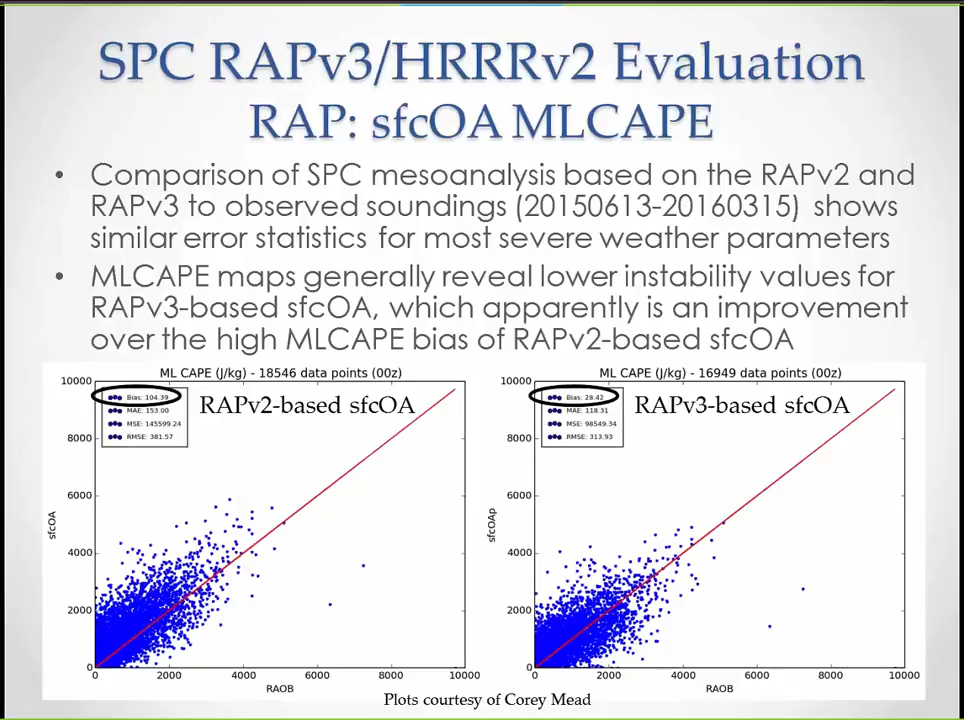 SPC RAPv3/HRRRv2 Evaluation
RAP: sfcOA MLCAPE
• Comparison of SPC mesoanalysis based on the RAPv2 and
RAPv3 to observed soundings (20150613-20160315) shows
similar error statistics for most severe weather parameters
• MLCAPE maps generally reveal lower instability values for
RAPv3-based sfcOA, which apparently is an improvement
over the high MLCAPE bias of RAPv2-based sfcOA
ML CAPE (J/kg) - 18546 data points (00z)
10000
8000
6000
4000
2000
0
sfcOA
Bias: 104.39
MAE: 153.00
MSE: 145599.24
RMSE: 381.57
RAPv2-based sfcOA
0 2000 4000 6000 8000 10000
RAOB
ML CAPE (J/kg) - 16949 data points (00z)
10000
8000
6000
4000
2000
0
sfcOAp
Bias: 28.42
MAE: 118.31
MSE: 98549.34
RMSE: 313.93
RAPv3-based sfcOA
0 2000 4000 6000 8000 10000
RAOB
Plots courtesy of Corey Mead